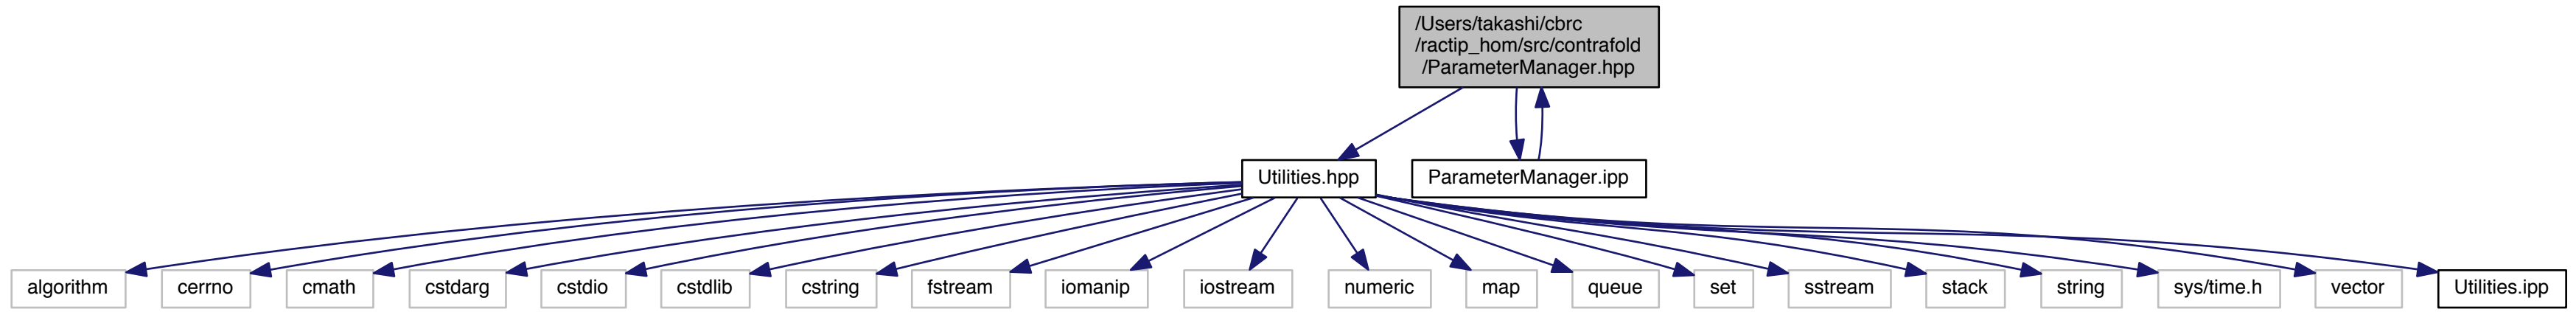 /Users/takashi/cbrc
/ractip_hom/src/contrafold
/ParameterManager.hpp
Utilities.hpp
ParameterManager.ipp
algorithm
cerrno
cmath
cstdarg
cstdio
cstdlib
cstring
fstream
iomanip
iostream
numeric
map
queue
set
sstream
stack
string
sys/time.h
vector
Utilities.ipp